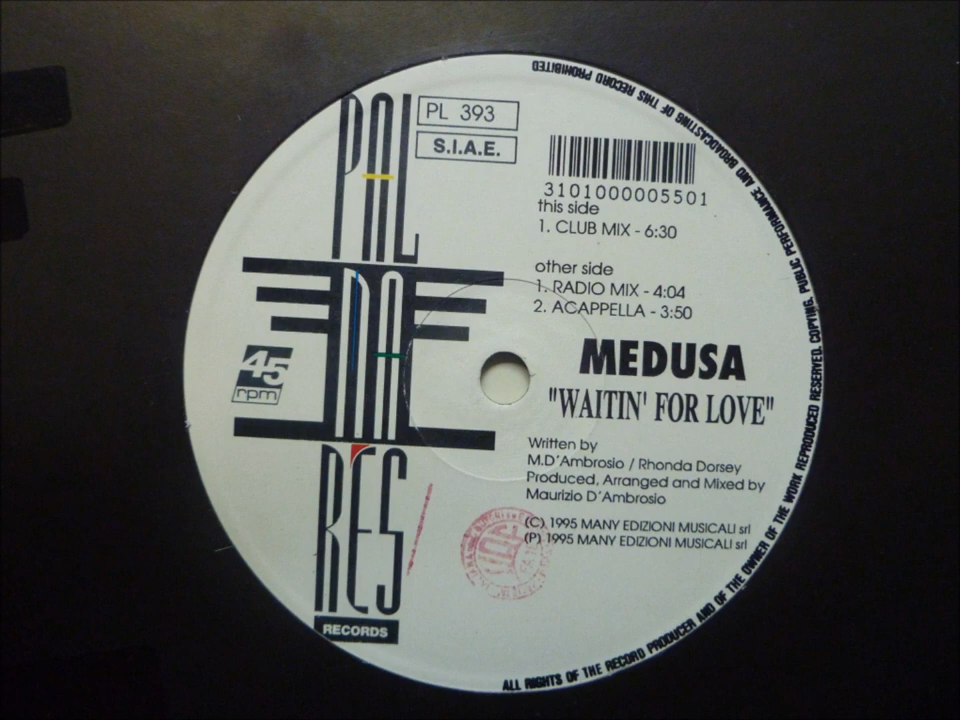 PAL
DNA
RES
RECORDS
PL 393
S.I.A.E.
45
rpm
3101000005501
this side
1. CLUB MIX - 6:30
other side
1. RADIO MIX - 4:04
2. ACAPPELLA - 3:50
MEDUSA
"WAITIN' FOR LOVE"
Written by
M.D'Ambrosio / Rhonda Dorsey
Produced, Arranged and Mixed by
Maurizio D'Ambrosio
(C) 1995 MANY EDIZIONI MUSICALI srl
(P) 1995 MANY EDIZIONI MUSICALI srl
ALL RIGHTS OF THE RECORD PRODUCER AND OF THE OWNER OF THE WORK REPRODUCED RESERVED. COPYING, PUBLIC PERFORMANCE AND BROADCASTING OF THIS RECORD PROHIBITED